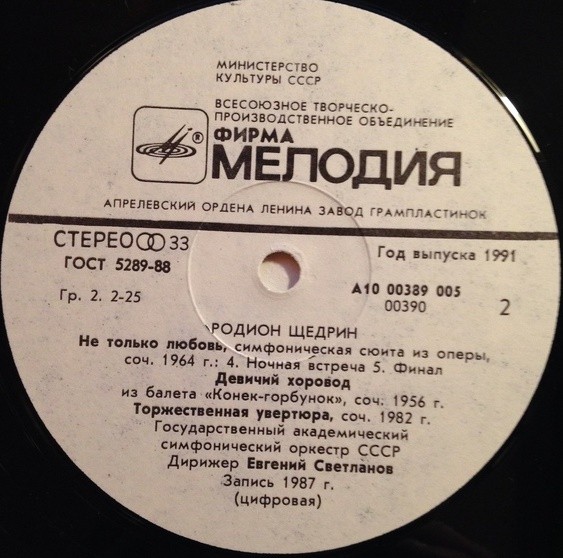 МИНИСТЕРСТВО
КУЛЬТУРЫ СССР
ВСЕСОЮЗНОЕ ТВОРЧЕСКО-
ПРОИЗВОДСТВЕННОЕ ОБЪЕДИНЕНИЕ
ФИРМА
® МЕЛОДИЯ
АПРЕЛЕВСКИЙ ОРДЕНА ЛЕНИНА ЗАВОД ГРАМПЛАСТИНОК
СТЕРЕО 33
Год выпуска 1991
ГОСТ 5289-88
А10 00389 005
Гр. 2. 2-25
00390
2
РОДИОН ЩЕДРИН
Не только любовь, симфоническая сюита из оперы,
соч. 1964 г.: 4. Ночная встреча 5. Финал
Девичий хоровод
из балета «Конек-горбунок», соч. 1956 г.
Торжественная увертюра, соч. 1982 г.
Государственный академический
симфонический оркестр СССР
Дирижер Евгений Светланов
Запись 1987 г.
(цифровая)